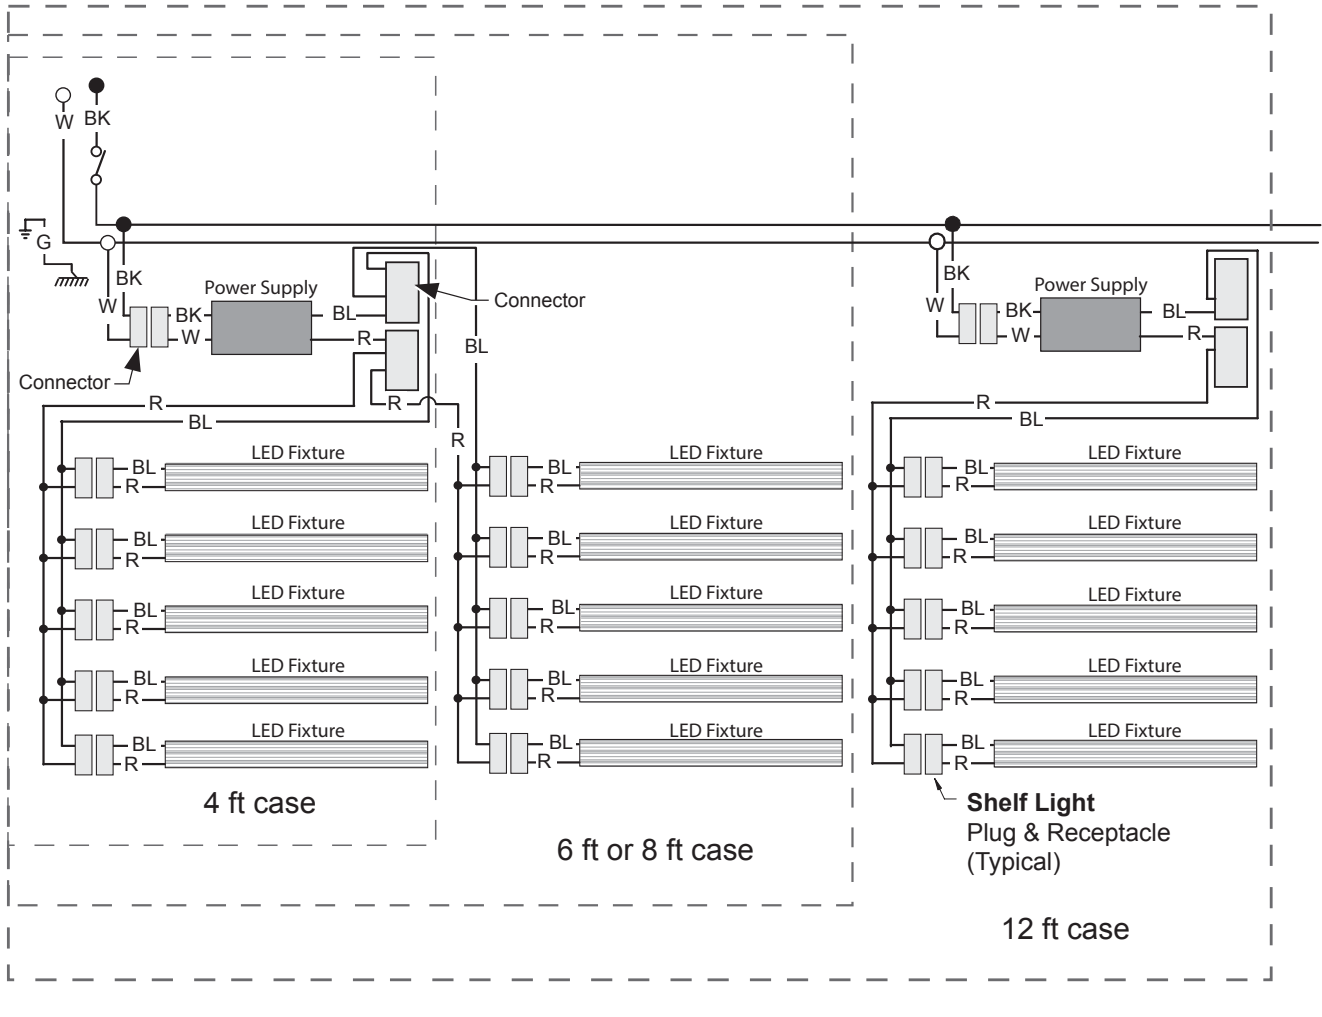 W BK
G
BK
W
Power Supply
BK
W
BL
R
Connector
Connector
BL
R
R
BL
R
BK
W
Power Supply
BK
W
BL
R
R
BL
LED Fixture
BL
R
LED Fixture
BL
R
LED Fixture
BL
R
LED Fixture
BL
R
LED Fixture
BL
R
4 ft case
LED Fixture
BL
R
LED Fixture
BL
R
LED Fixture
BL
R
LED Fixture
BL
R
LED Fixture
BL
R
6 ft or 8 ft case
LED Fixture
BL
R
LED Fixture
BL
R
LED Fixture
BL
R
LED Fixture
BL
R
LED Fixture
BL
R
Shelf Light
Plug & Receptacle
(Typical)
12 ft case